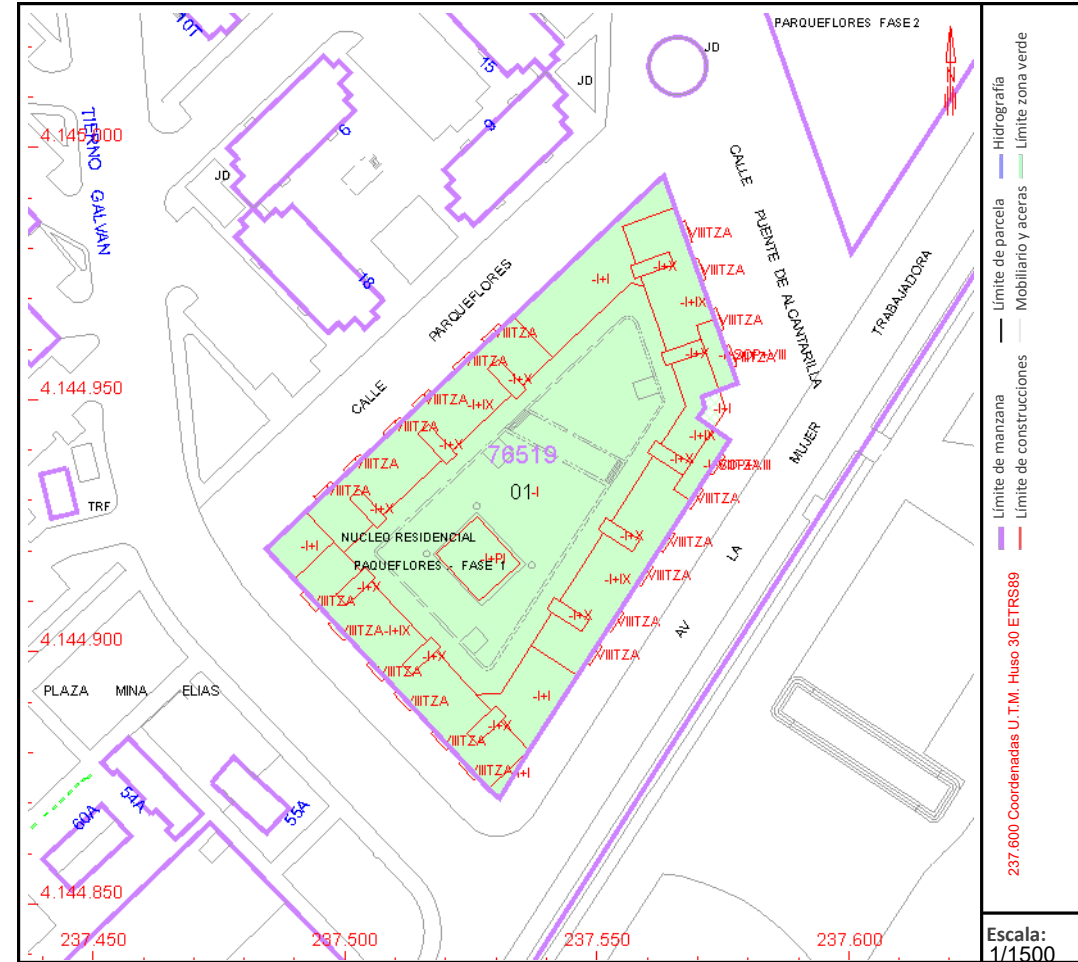 PARQUEFLORES FASE 2
10T
15
JD
JD
9
6
TIERNO GALVAN
4.145.000
JD
18
CALLE PUENTE DE ALCANTARILLA
CALLE PARQUEFLORES
AV LA MUJER TRABAJADORA
VIIITZA
-I+X
VIIITZA
-I+I
-I+IX
VIIITZA
VIIITZA
-I+X
VIIITZA
-I+X
4.144.950
VIIITZA
-I+IX
-I+I
VIIITZA
-I+X
-I+IX
76519
VIIITZA
-I+X
01-I
VIIITZA
VIIITZA
-I+X
TRF
NUCLEO RESIDENCIAL
-I+X
VIIITZA
-I+I
-I+PI
PAQUEFLORES - FASE 1
VIIITZA
-I+IX
-I+X
VIIITZA
-I+X
VIIITZA
VIIITZA-I+IX
4.144.900
-I+X
VIIITZA
VIIITZA
PLAZA MINA ELIAS
-I+I
VIIITZA
-I+X
VIIITZA
VIIITZA
-I+I
54A
60A
55A
4.144.850
237.450
237.500
237.550
237.600
237.600 Coordenadas U.T.M. Huso 30 ETRS89
Límite de manzana
Límite de construcciones
Límite de parcela
Mobiliario y aceras
Hidrografía
Límite zona verde
Escala:
1/1500